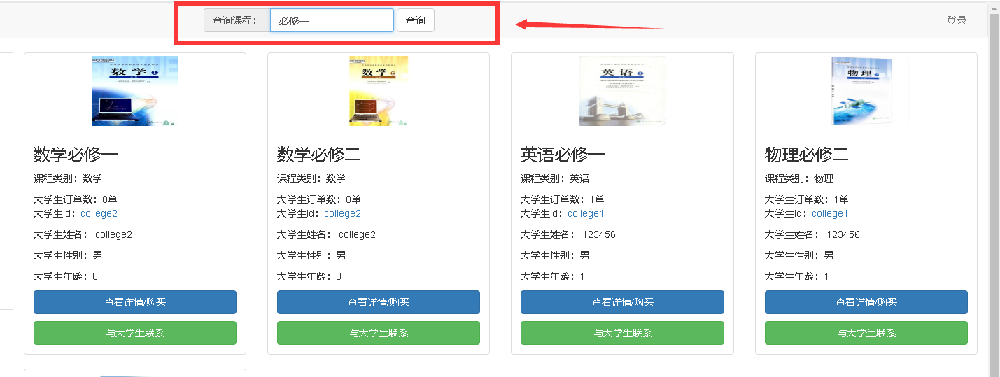 查询课程： 必修一 查询 登录
数学 1
数学 2
英语 1
物理 2
数学必修一
课程类别：数学
大学生订单数：0单
大学生id：college2
大学生姓名： college2
大学生性别：男
大学生年龄：0
查看详情/购买
与大学生联系
数学必修二
课程类别：数学
大学生订单数：0单
大学生id：college2
大学生姓名： college2
大学生性别：男
大学生年龄：0
查看详情/购买
与大学生联系
英语必修一
课程类别：英语
大学生订单数：1单
大学生id：college1
大学生姓名： 123456
大学生性别：男
大学生年龄：1
查看详情/购买
与大学生联系
物理必修二
课程类别：物理
大学生订单数：1单
大学生id：college1
大学生姓名： 123456
大学生性别：男
大学生年龄：1
查看详情/购买
与大学生联系